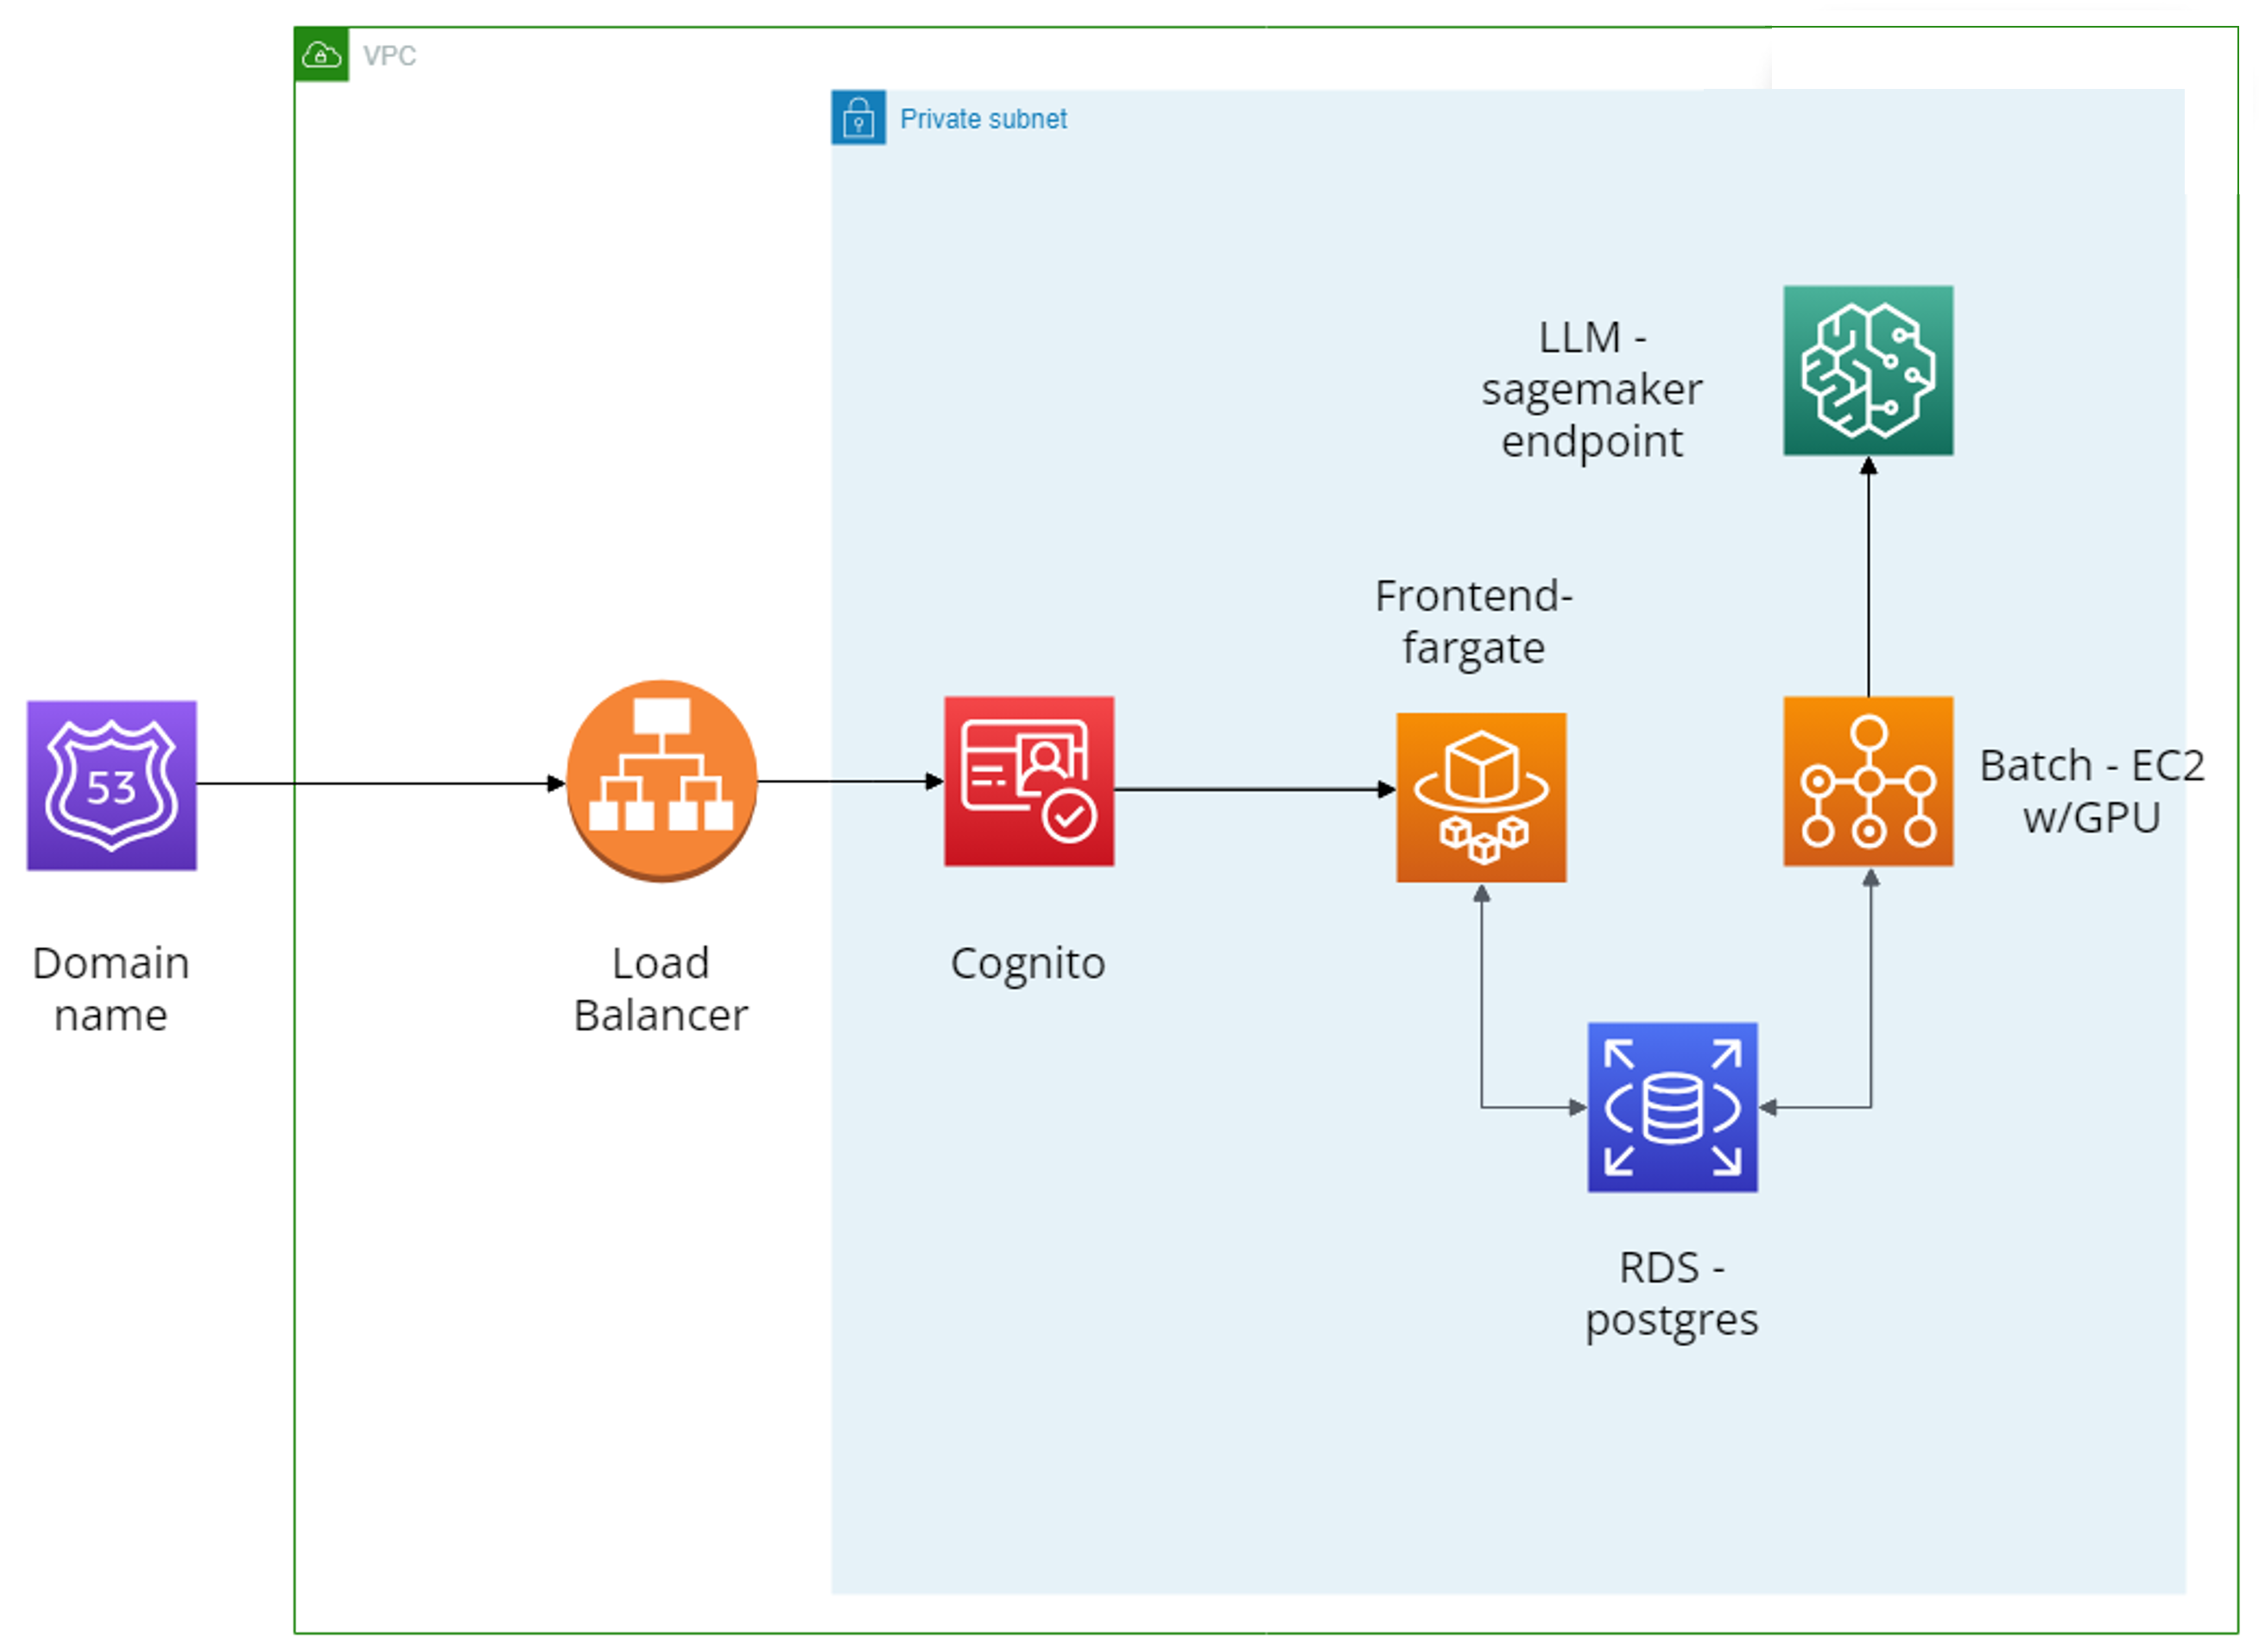 VPC
Private subnet
LLM -
sagemaker
endpoint
Frontend-
fargate
53
Batch - EC2
w/GPU
Domain
name
Load
Balancer
Cognito
RDS -
postgres